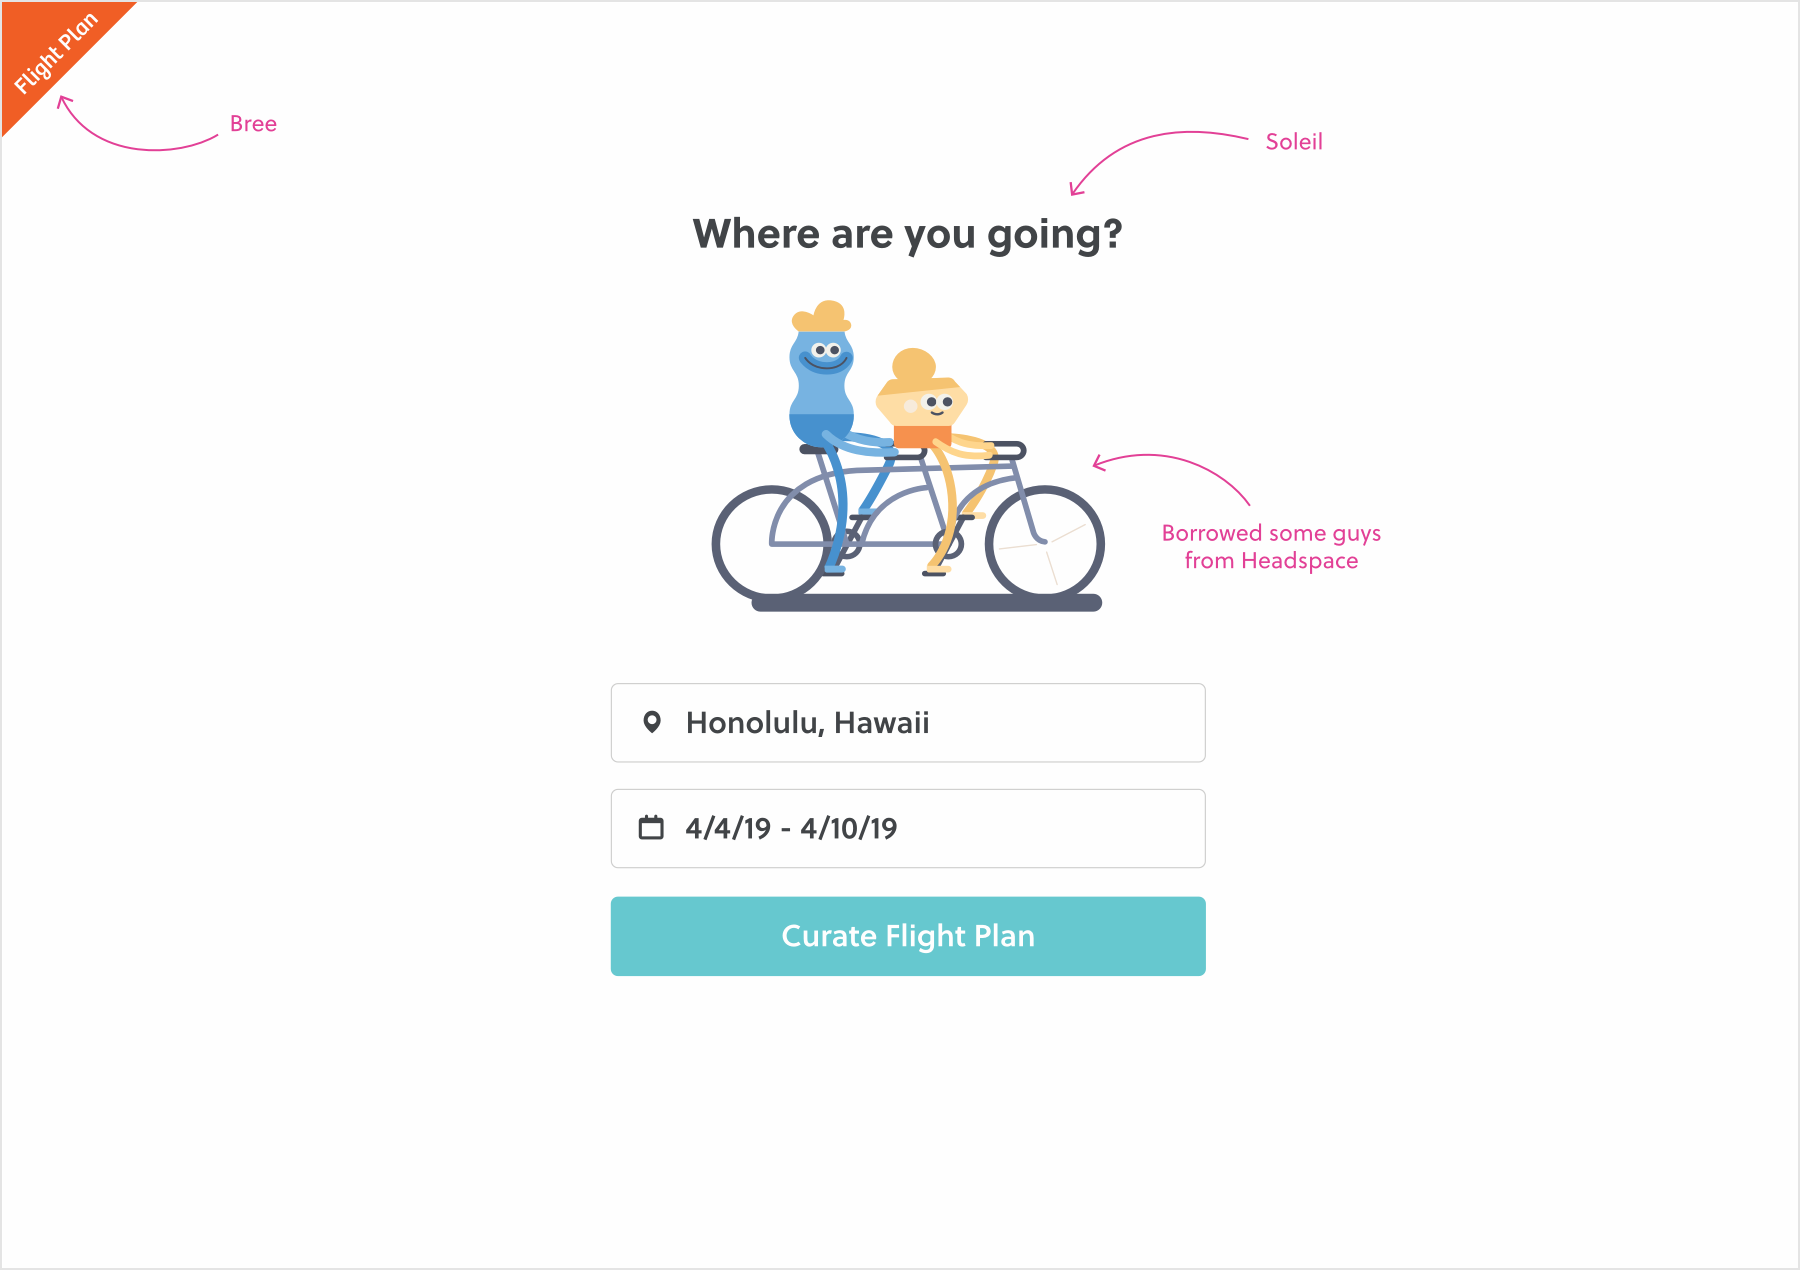 Flight Plan
Bree
Soleil
Where are you going?
Borrowed some guys
from Headspace
Honolulu, Hawaii
4/4/19 - 4/10/19
Curate Flight Plan